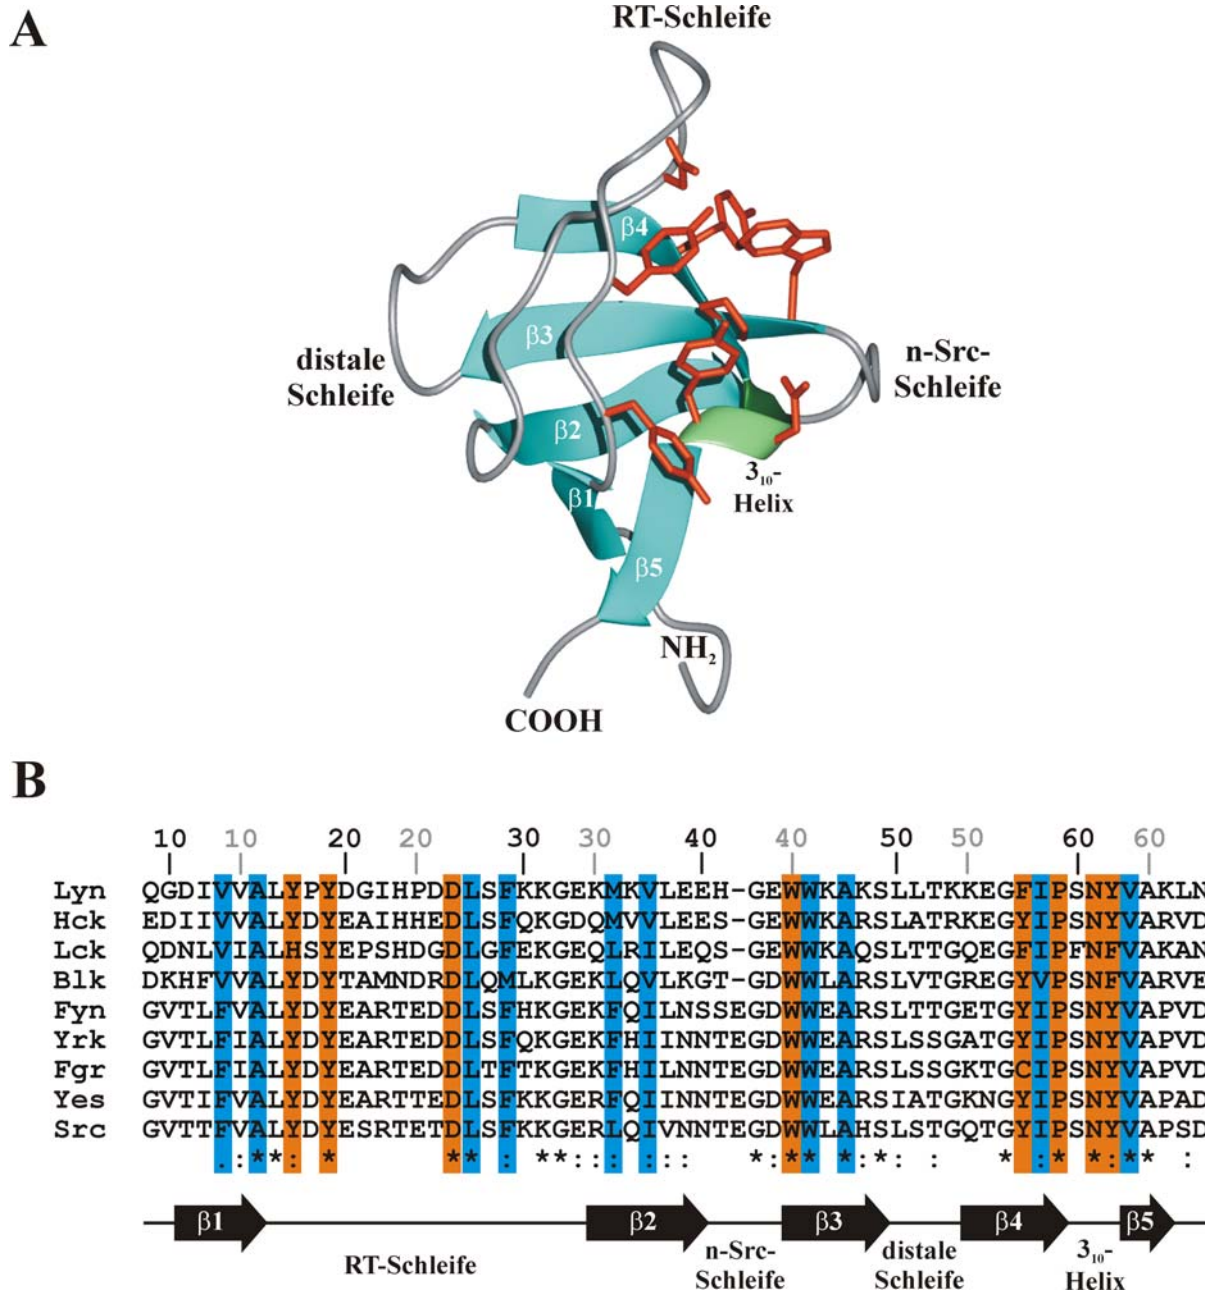 A
RT-Schleife
β4
β3
distale
Schleife
n-Src-
Schleife
β2
3₁₀-
Helix
β1
β5
NH₂
COOH
B
10 10 20 20 30 30 40 40 50 50 60 60
Lyn QGDIVVALYPYDGIHPDDLSFKKGEKMKVLEEH-GEWWKAKSLLTKKEGFIPSNYVAKLN
Hck EDIIVVALYDYEAIHHEDLSFQKGDQMVVLEES-GEWWKARSLATRKEGYIPSNYVARVD
Lck QDNLVIALHSYEPSHDGDLGFEKGEQLRILEQS-GEWWKAQSLTTGQEGFIPFNFVAKAN
Blk DKHFVVALYDYTAMNDRDLQMLKGEKLQVLKGT-GDWWLARSLVTGREGYVPSNFVARVE
Fyn GVTLFVALYDYEARTEDDLSFHKGEKFQILNSSEGDWWEARSLTTGETGYIPSNYVAPVD
Yrk GVTLFIALYDYEARTEDDLSFQKGEKFHIINNTEGDWWEARSLSSGATGYIPSNYVAPVD
Fgr GVTLFIALYDYEARTEDDLTFTKGEKFHILNNTEGDWWEARSLSSGKTGCIPSNYVAPVD
Yes GVTIFVALYDYEARTTEDLSFKKGERFQIINNTEGDWWEARSIATGKNGYIPSNYVAPAD
Src GVTTFVALYDYESRTETDLSFKKGERLQIVNNTEGDWWLAHSLSTGQTGYIPSNYVAPSD
.:**: * **  : **:: : ::: ** * :* : * * **** :
β1 β2 β3 β4 β5
RT-Schleife
n-Src-
Schleife
distale
Schleife
3₁₀-
Helix